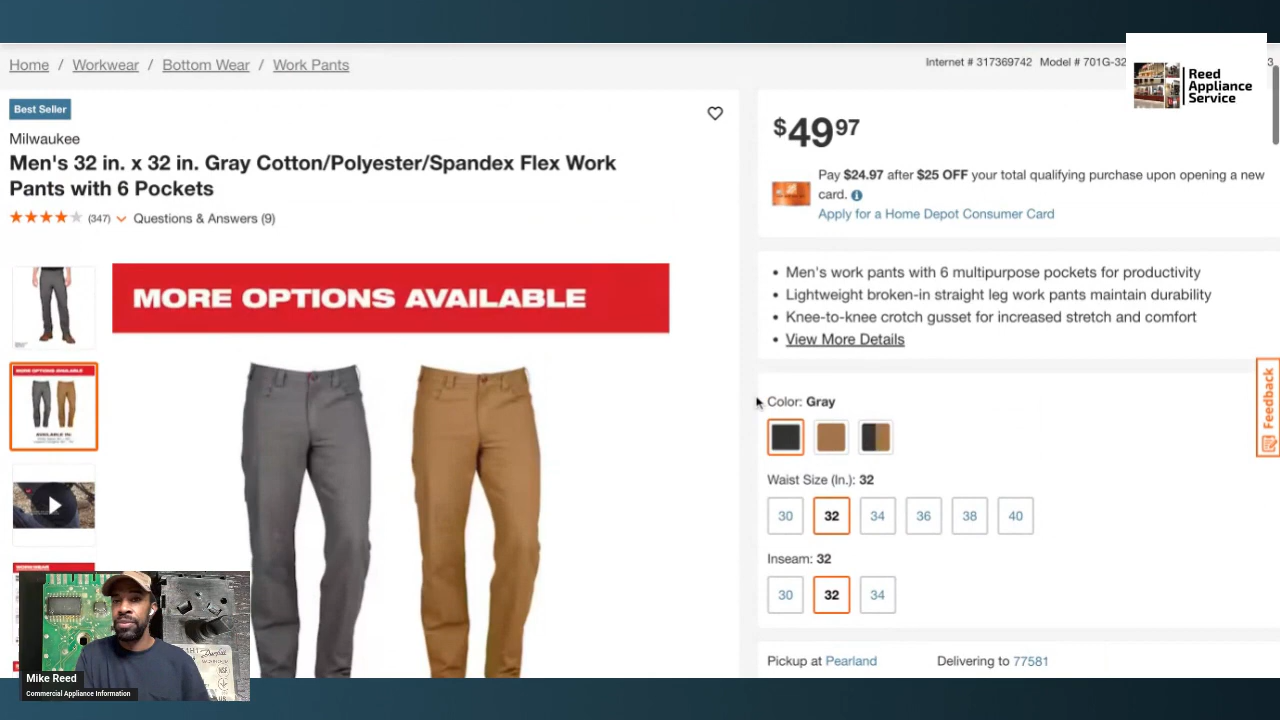 Home / Workwear / Bottom Wear / Work Pants
Internet # 317369742 Model # 701G-32
3
Reed
Appliance
Service
Best Seller
Milwaukee
Men's 32 in. x 32 in. Gray Cotton/Polyester/Spandex Flex Work
Pants with 6 Pockets
(347) Questions & Answers (9)
MORE OPTIONS AVAILABLE
MORE OPTIONS AVAILABLE
AVAILABLE IN:
$49 97
Pay $24.97 after $25 OFF your total qualifying purchase upon opening a new
card.
Apply for a Home Depot Consumer Card
• Men's work pants with 6 multipurpose pockets for productivity
• Lightweight broken-in straight leg work pants maintain durability
• Knee-to-knee crotch gusset for increased stretch and comfort
• View More Details
Feedback
Color: Gray
Waist Size (In.): 32
30 32 34 36 38 40
Inseam: 32
30 32 34
Pickup at Pearland Delivering to 77581
Mike Reed
Commercial Appliance Information